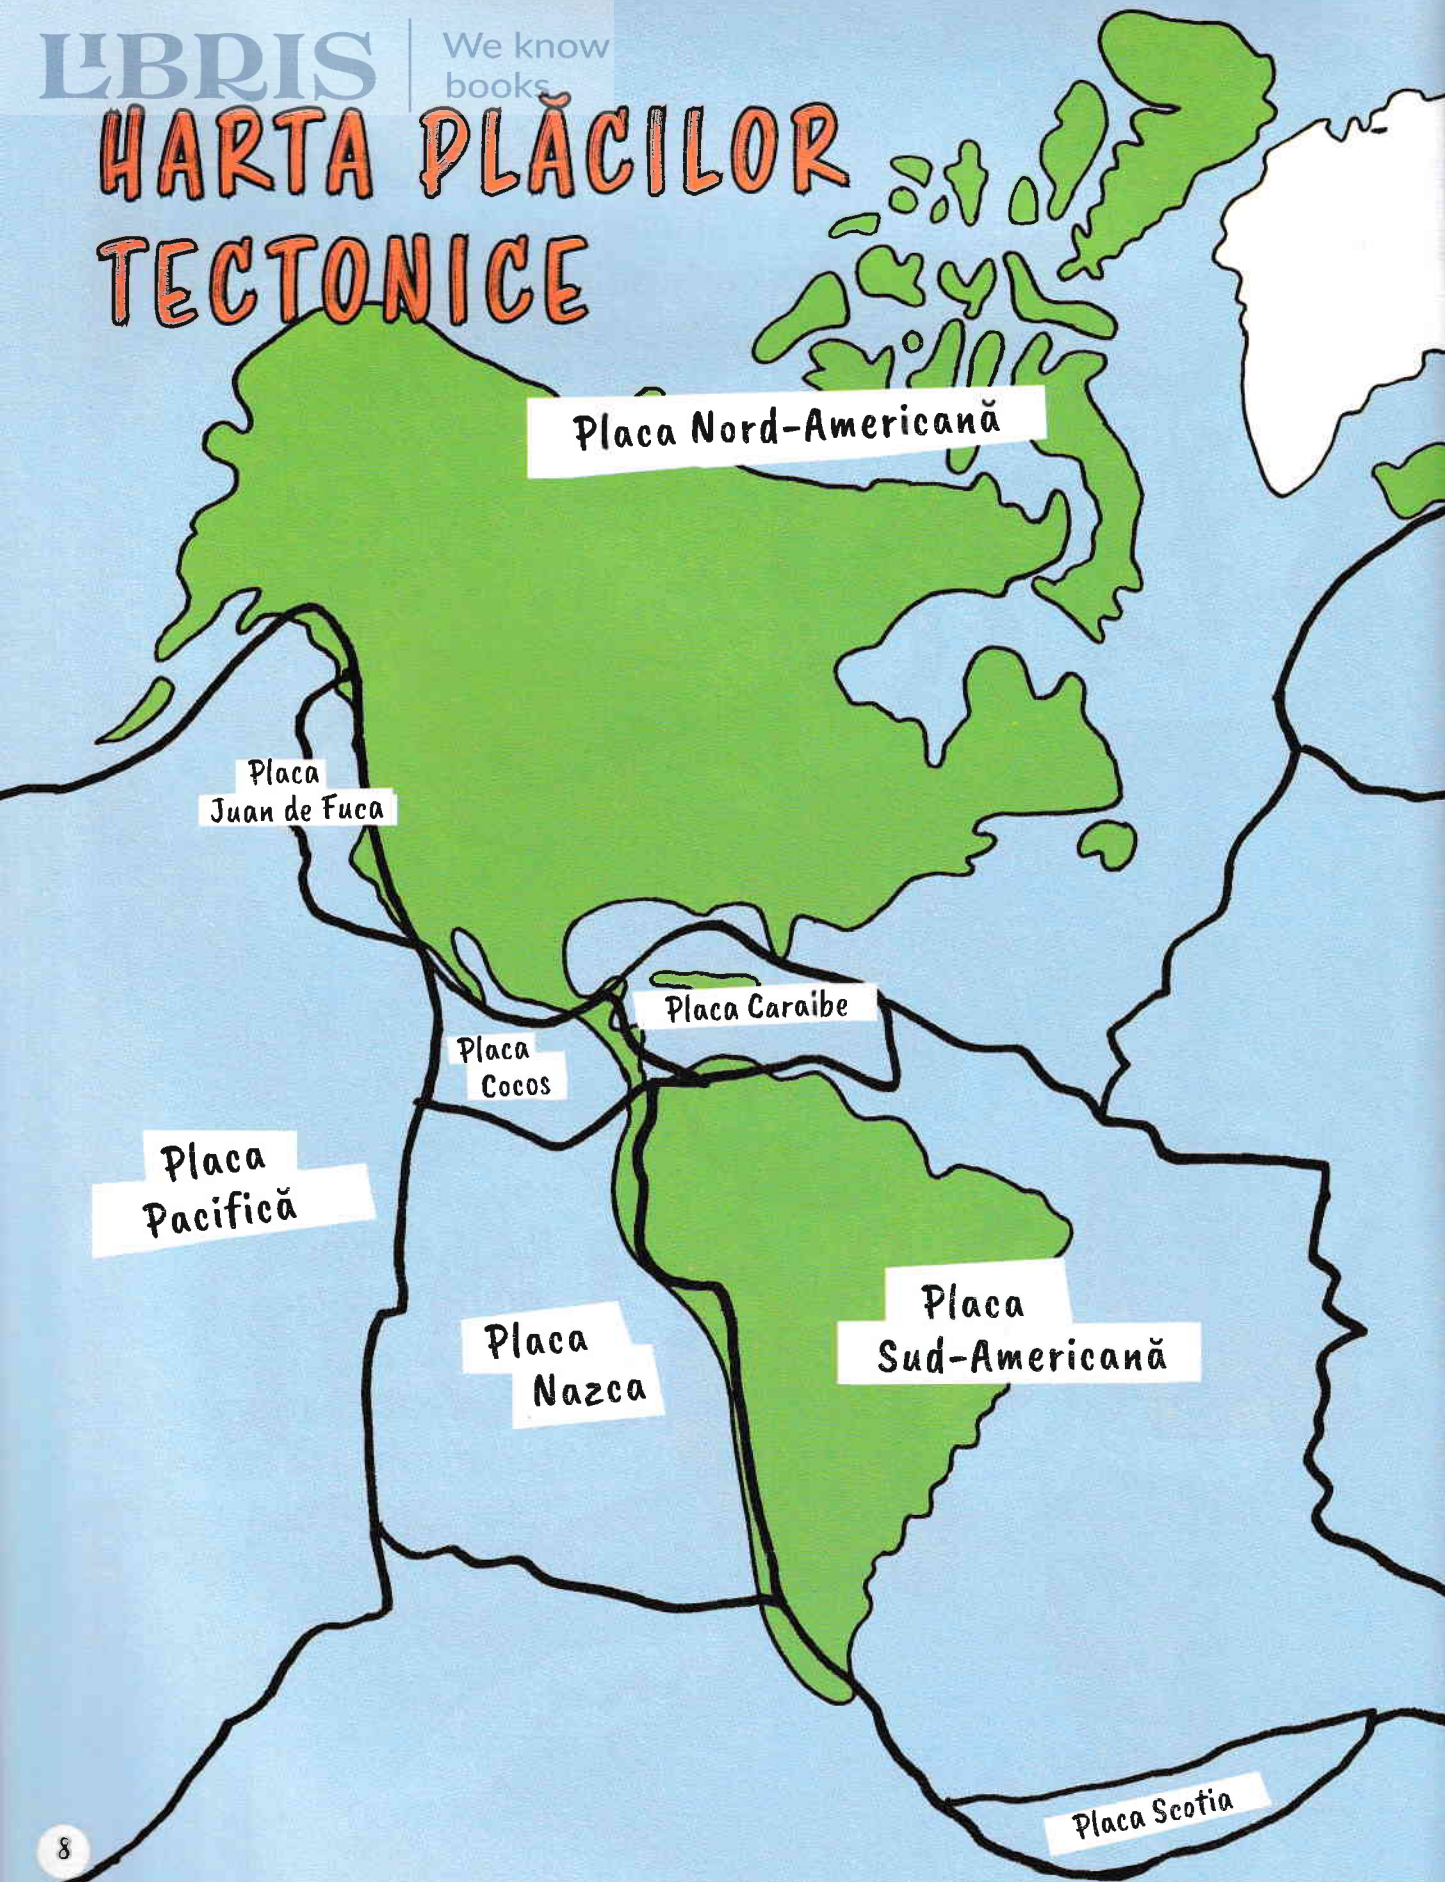 LIBRIS
We know
books
HARTA PLĂCILOR
TECTONICE
Placa Nord-Americană
Placa
Juan de Fuca
Placa Caraibe
Placa
Cocos
Placa
Pacifică
Placa
Sud-Americană
Placa
Nazca
Placa Scotia
8